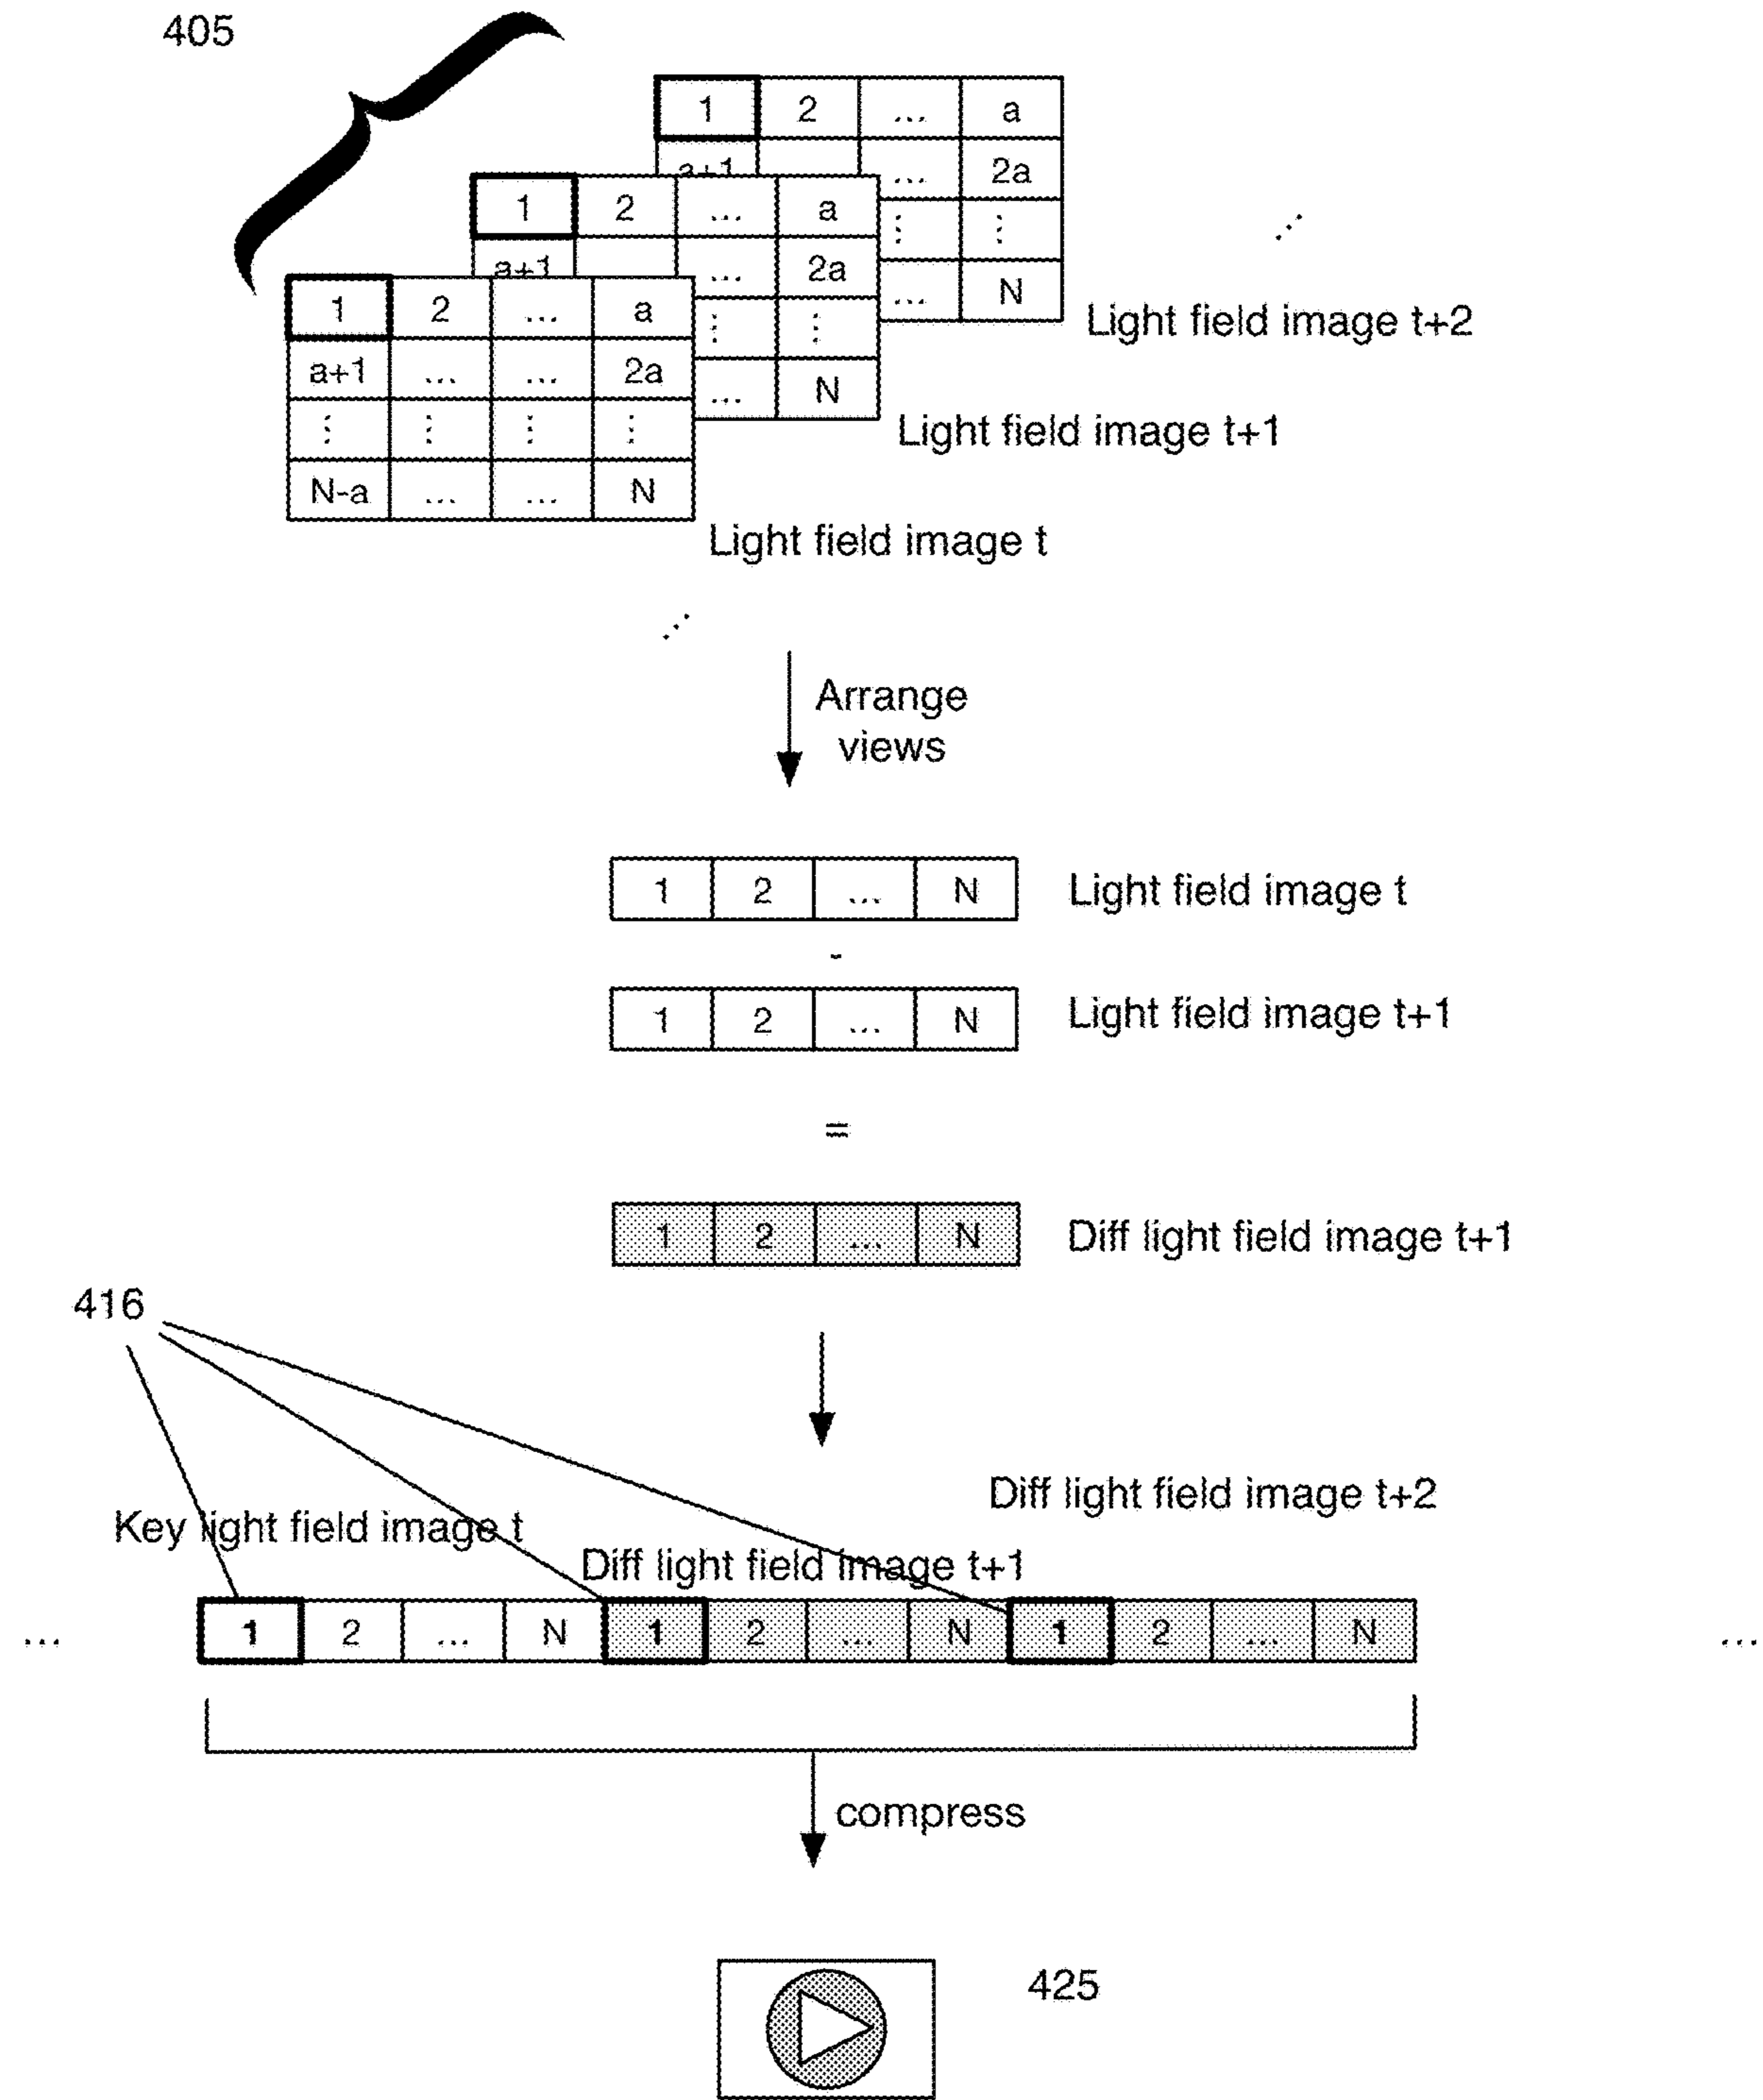 405
1 2 ... a
a+1 ... 2a
⋮ ⋮
... N
Light field image t+2
1 2 ... a
a+1 ... 2a
⋮ ⋮
... N
Light field image t+1
1 2 ... a
a+1 ... ... 2a
⋮ ⋮ ⋮ ⋮
N-a ... ... N
Light field image t
...
Arrange
views
1 2 ... N Light field image t
-
1 2 ... N Light field image t+1
=
1 2 ... N Diff light field image t+1
416
Diff light field image t+2
Key light field image t
Diff light field image t+1
... 1 2 ... N 1 2 ... N 1 2 ... N ...
compress
425